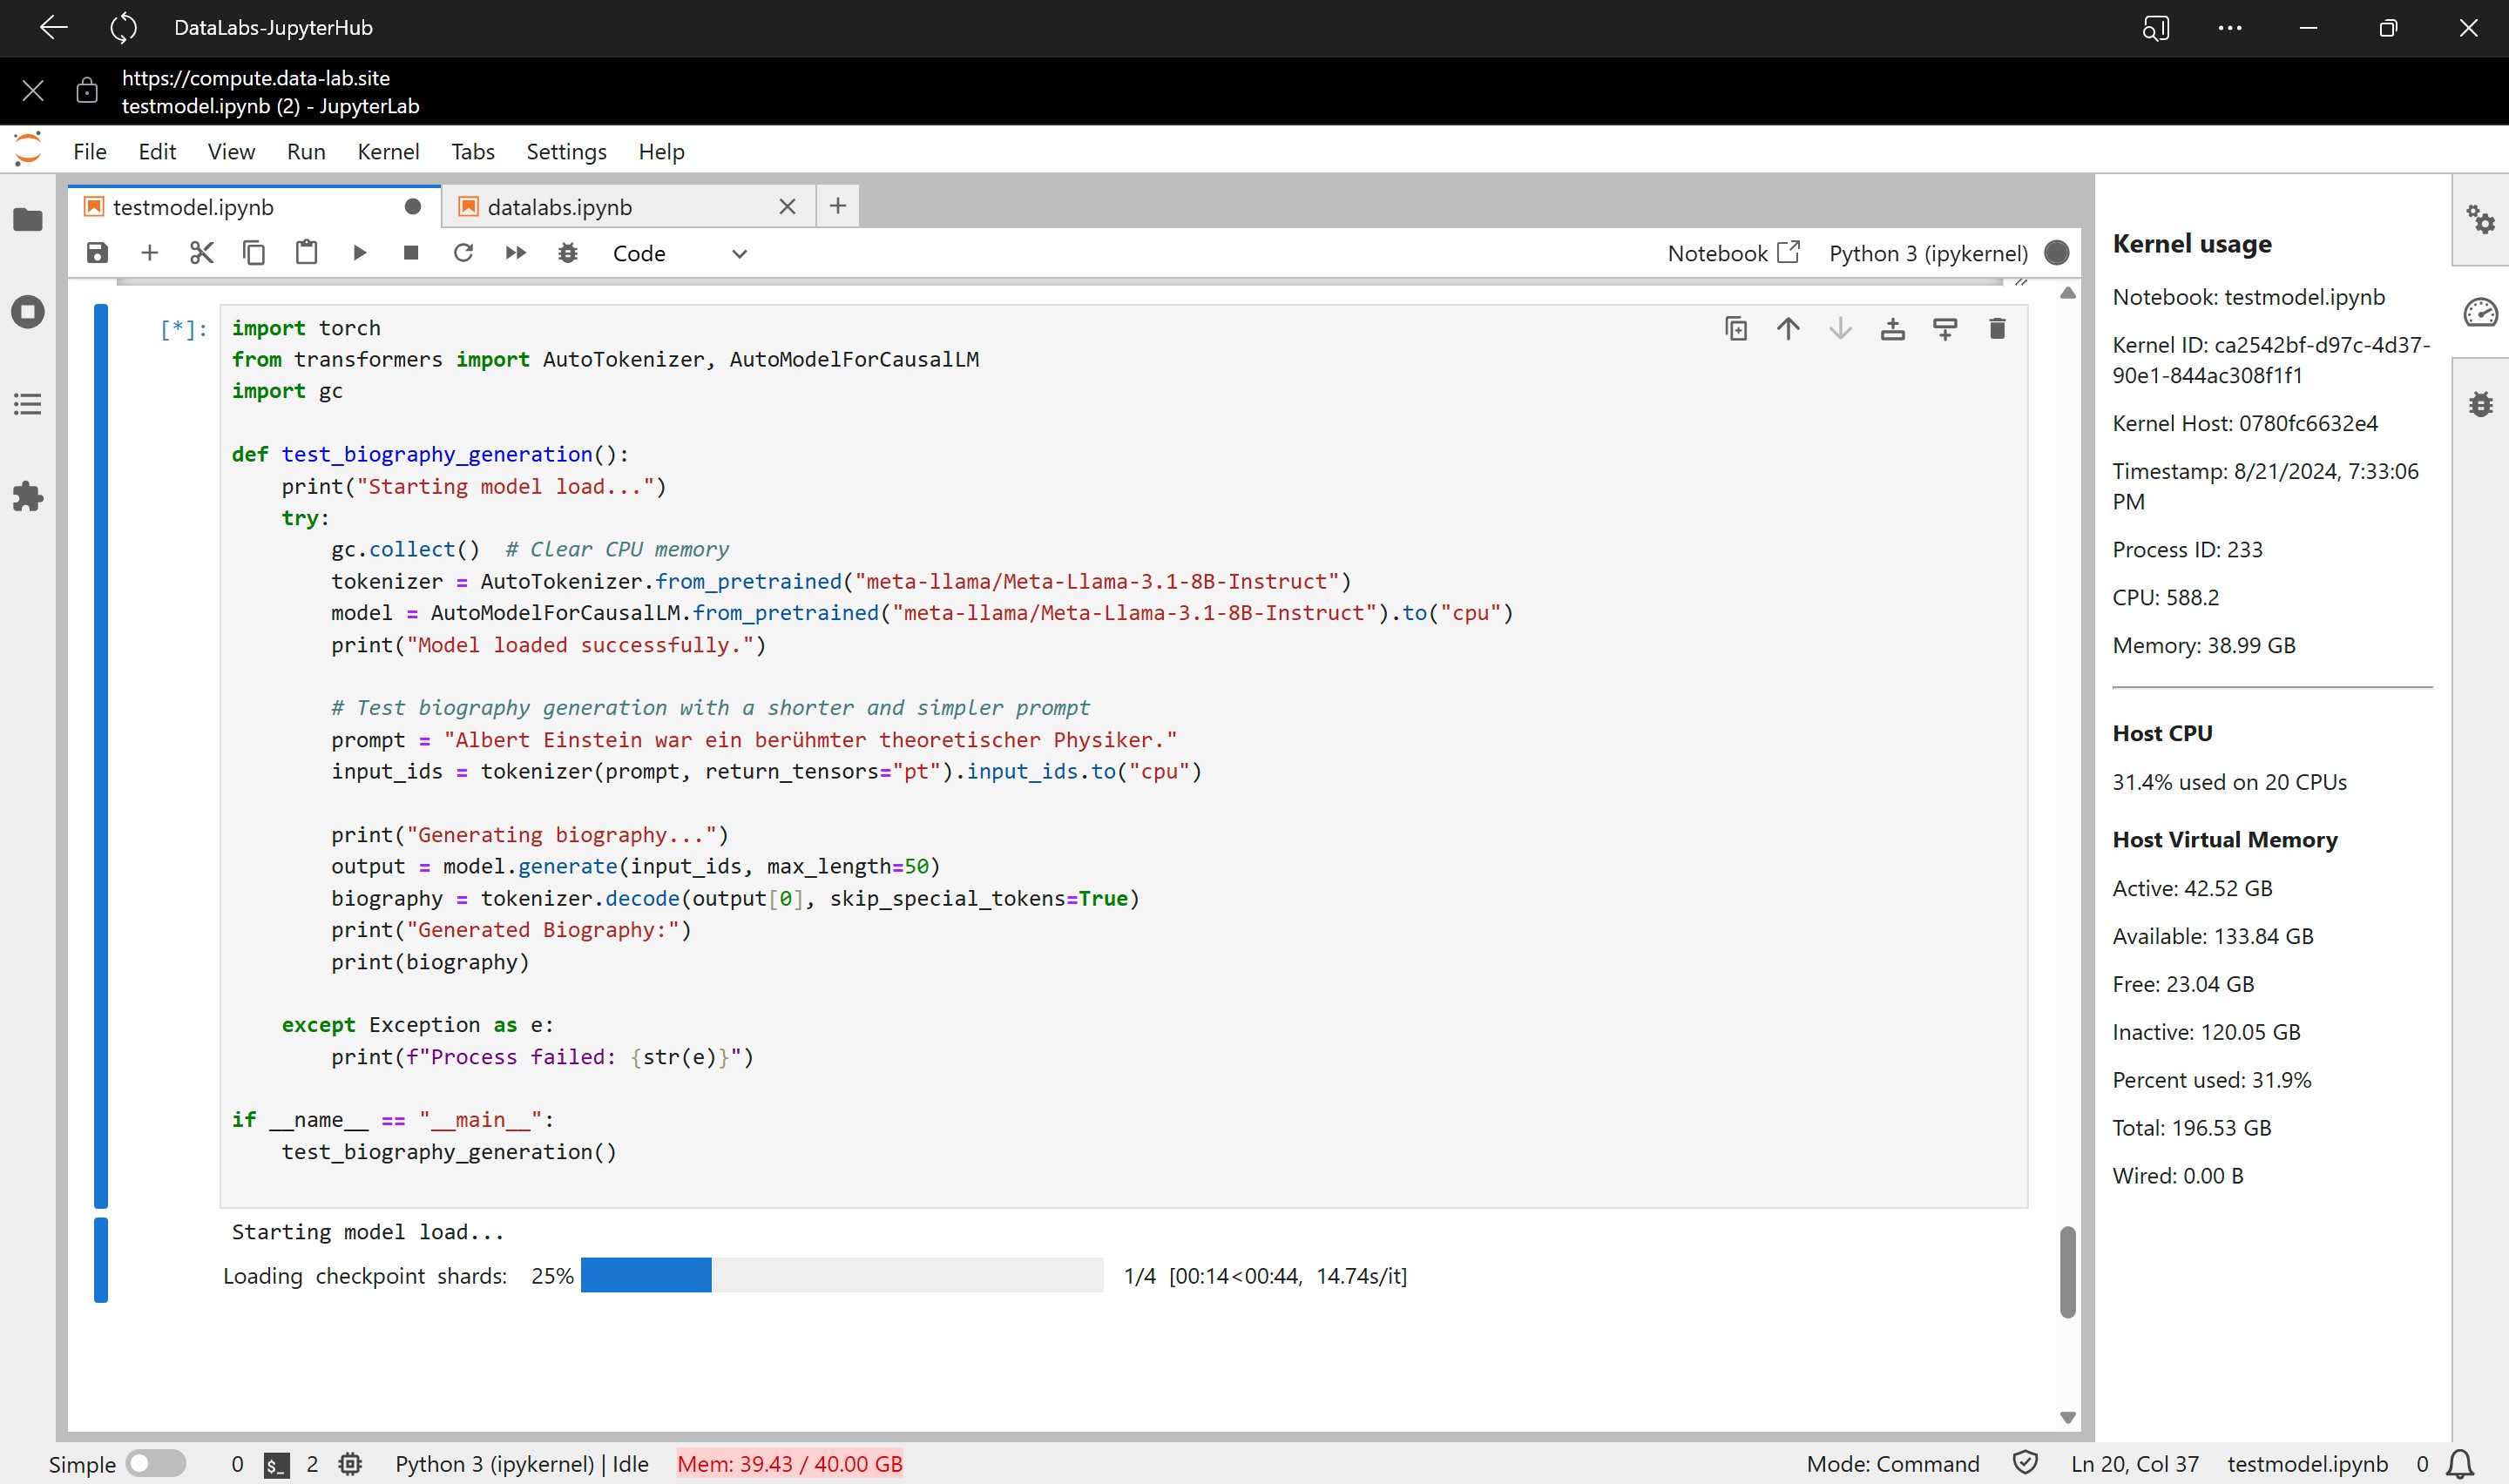 DataLabs-JupyterHub
https://compute.data-lab.site
testmodel.ipynb (2) - JupyterLab
File Edit View Run Kernel Tabs Settings Help
testmodel.ipynb
datalabs.ipynb
Code
Notebook
Python 3 (ipykernel)
[*]:
import torch
from transformers import AutoTokenizer, AutoModelForCausalLM
import gc
def test_biography_generation():
    print("Starting model load...")
    try:
        gc.collect()  # Clear CPU memory
        tokenizer = AutoTokenizer.from_pretrained("meta-llama/Meta-Llama-3.1-8B-Instruct")
        model = AutoModelForCausalLM.from_pretrained("meta-llama/Meta-Llama-3.1-8B-Instruct").to("cpu")
        print("Model loaded successfully.")
        # Test biography generation with a shorter and simpler prompt
        prompt = "Albert Einstein war ein berühmter theoretischer Physiker."
        input_ids = tokenizer(prompt, return_tensors="pt").input_ids.to("cpu")
        print("Generating biography...")
        output = model.generate(input_ids, max_length=50)
        biography = tokenizer.decode(output[0], skip_special_tokens=True)
        print("Generated Biography:")
        print(biography)
    except Exception as e:
        print(f"Process failed: {str(e)}")
if __name__ == "__main__":
    test_biography_generation()
Starting model load...
Loading checkpoint shards: 25% 1/4 [00:14<00:44, 14.74s/it]
Kernel usage
Notebook: testmodel.ipynb
Kernel ID: ca2542bf-d97c-4d37-
90e1-844ac308f1f1
Kernel Host: 0780fc6632e4
Timestamp: 8/21/2024, 7:33:06
PM
Process ID: 233
CPU: 588.2
Memory: 38.99 GB
Host CPU
31.4% used on 20 CPUs
Host Virtual Memory
Active: 42.52 GB
Available: 133.84 GB
Free: 23.04 GB
Inactive: 120.05 GB
Percent used: 31.9%
Total: 196.53 GB
Wired: 0.00 B
Simple 0 $_ 2 Python 3 (ipykernel) | Idle Mem: 39.43 / 40.00 GB
Mode: Command Ln 20, Col 37 testmodel.ipynb 0